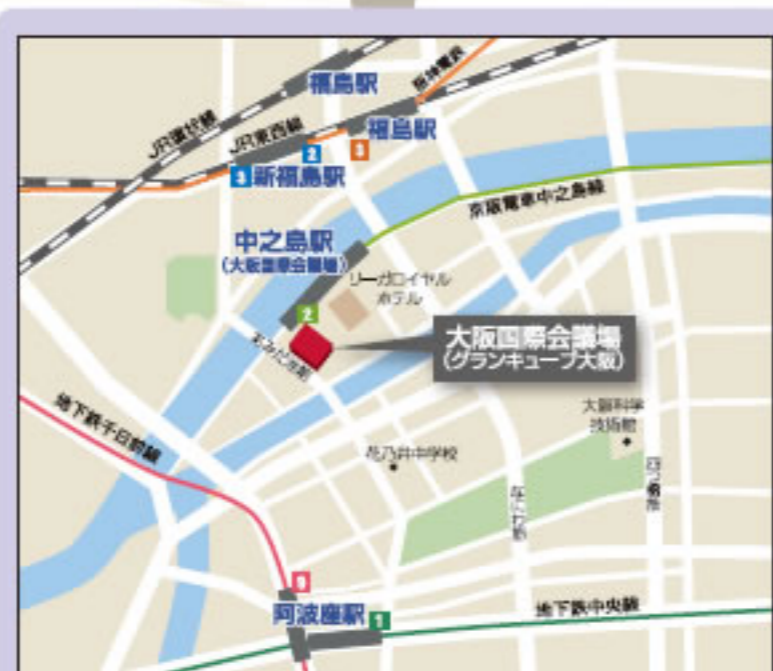 福島駅
阪神電鉄
JR環状線
JR東西線
福島駅
2
3
3
新福島駅
京阪電車中之島線
中之島駅
(大阪国際会議場)
リーガロイヤル
ホテル
2
あみだ池筋
大阪国際会議場
(グランキューブ大阪)
地下鉄千日前線
大阪科学
技術館
花乃井中学校
なにわ筋
四つ橋筋
阿波座駅
1
地下鉄中央線